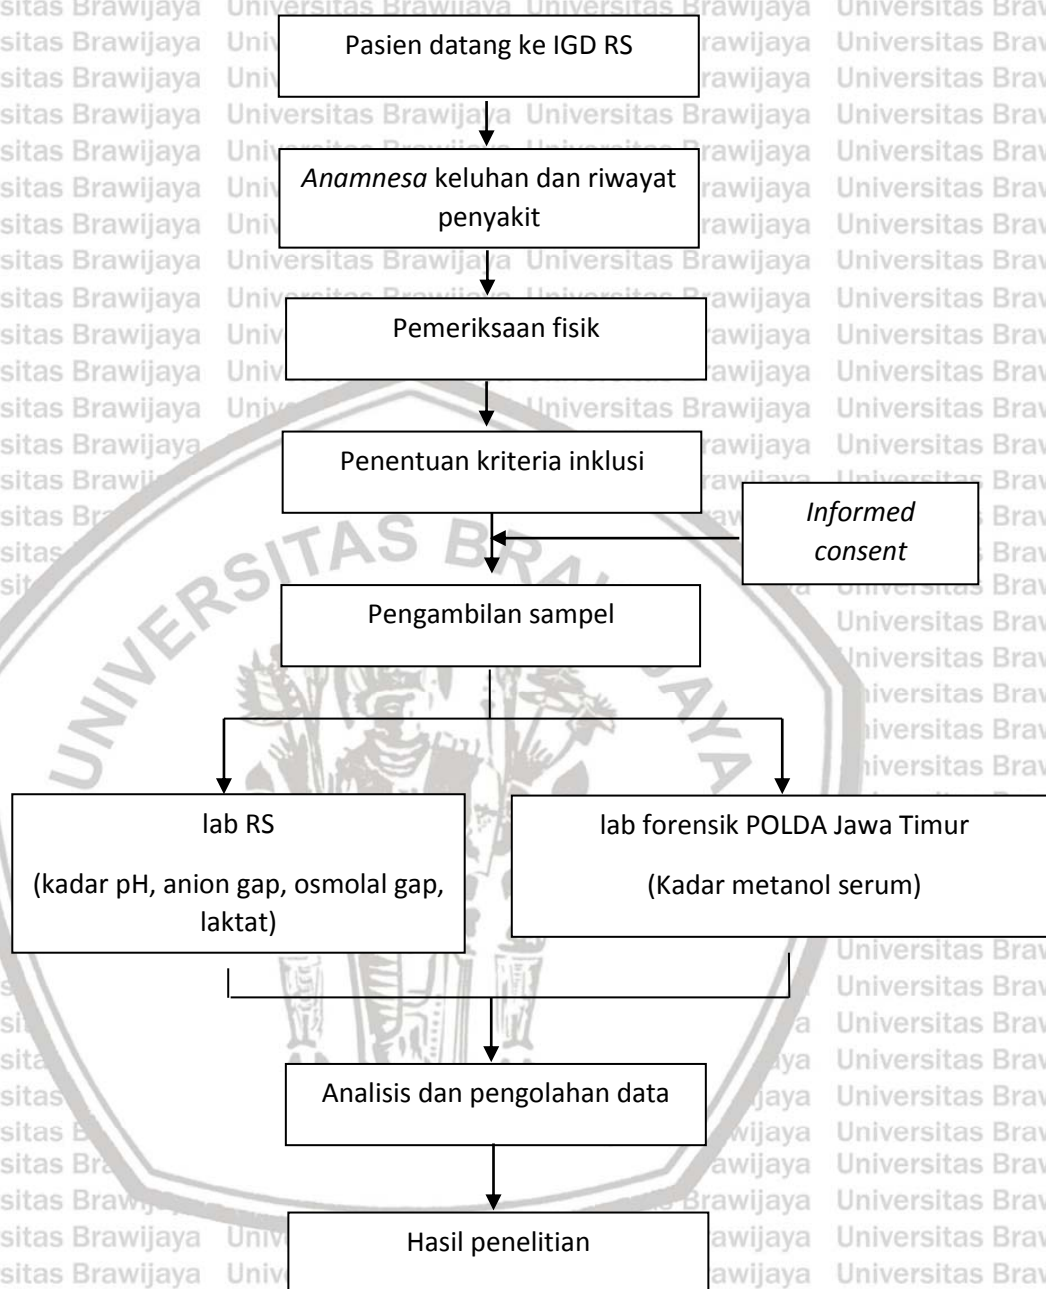 Pasien datang ke IGD RS
Anamnesa keluhan dan riwayat
penyakit
Pemeriksaan fisik
Penentuan kriteria inklusi
Informed
consent
Pengambilan sampel
UNIVERSITAS BRAWIJAYA
lab RS
(kadar pH, anion gap, osmolal gap,
laktat)
lab forensik POLDA Jawa Timur
(Kadar metanol serum)
Analisis dan pengolahan data
Hasil penelitian